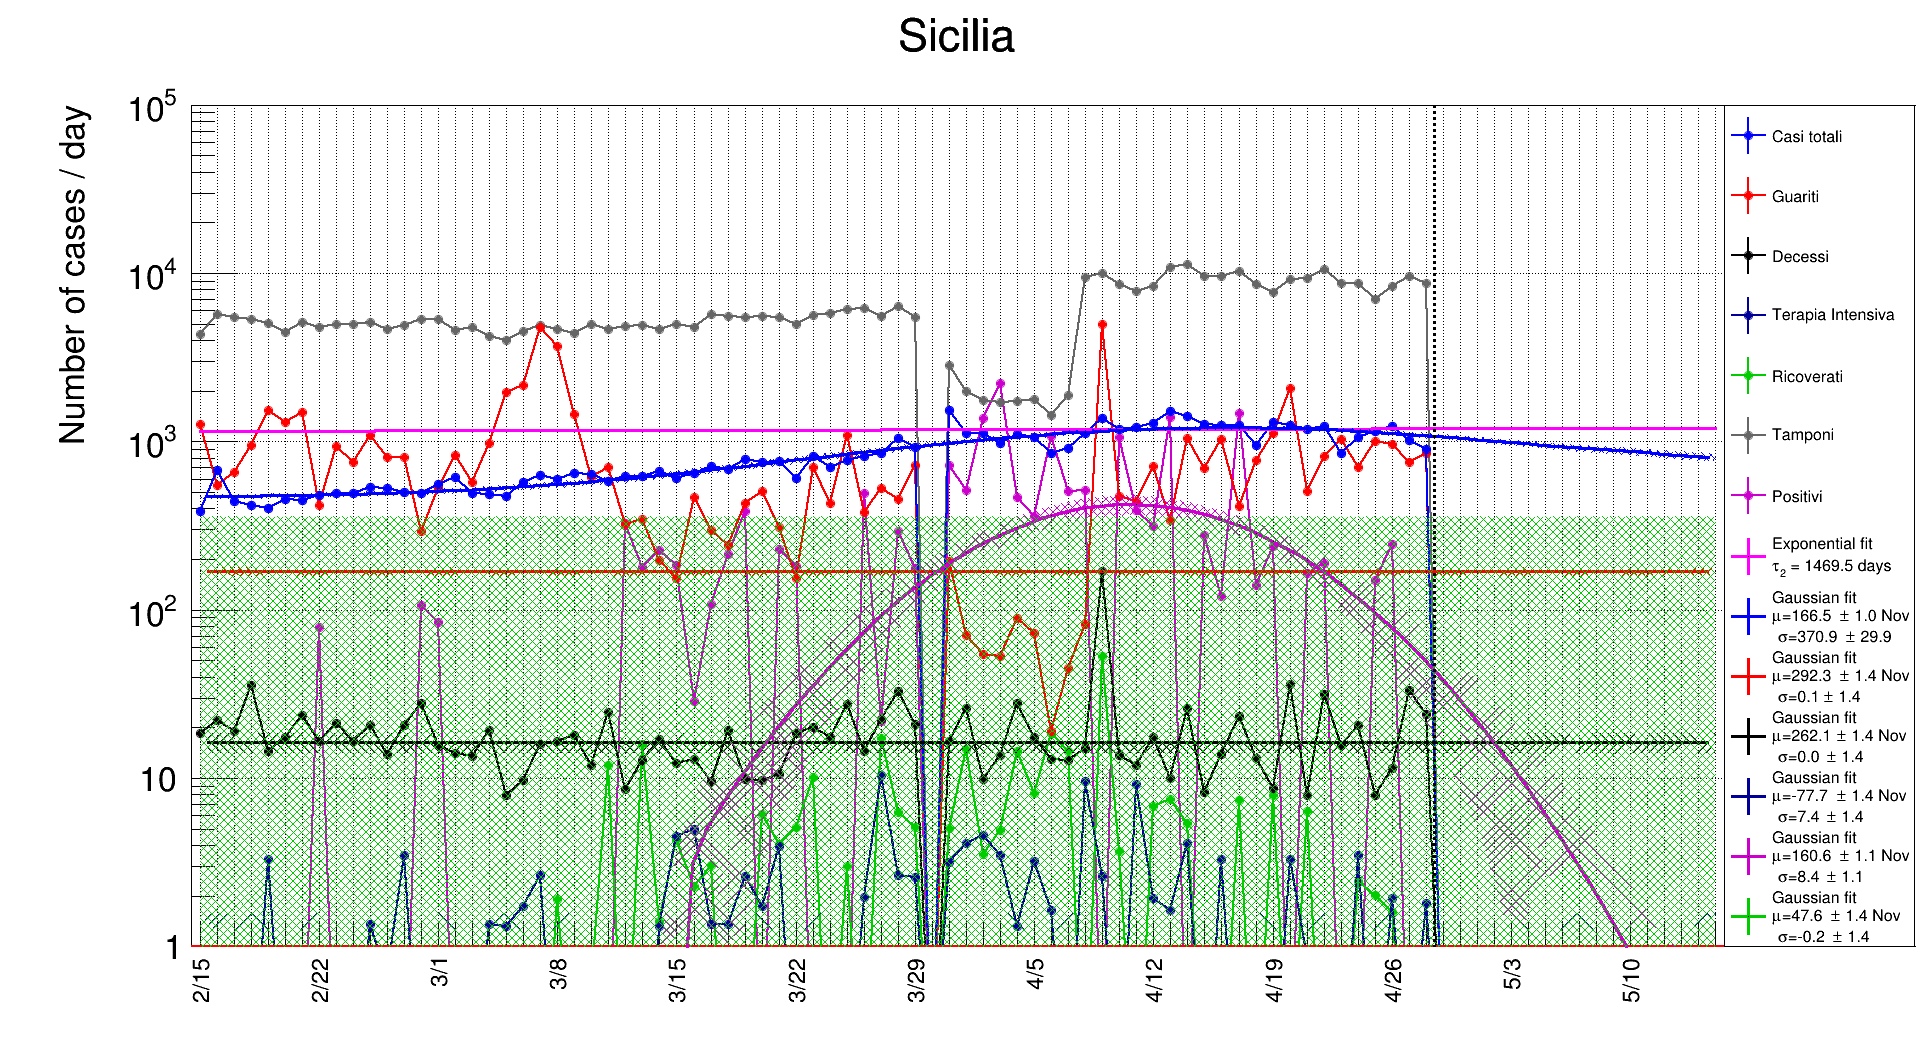 Sicilia
Number of cases / day
10^5
10^4
10^3
10^2
10
1
2/15
2/22
3/1
3/8
3/15
3/22
3/29
4/5
4/12
4/19
4/26
5/3
5/10
Casi totali
Guariti
Decessi
Terapia Intensiva
Ricoverati
Tamponi
Positivi
Exponential fit
τ₂ = 1469.5 days
Gaussian fit
μ=166.5 ± 1.0 Nov
σ=370.9 ± 29.9
Gaussian fit
μ=292.3 ± 1.4 Nov
σ=0.1 ± 1.4
Gaussian fit
μ=262.1 ± 1.4 Nov
σ=0.0 ± 1.4
Gaussian fit
μ=-77.7 ± 1.4 Nov
σ=7.4 ± 1.4
Gaussian fit
μ=160.6 ± 1.1 Nov
σ=8.4 ± 1.1
Gaussian fit
μ=47.6 ± 1.4 Nov
σ=-0.2 ± 1.4